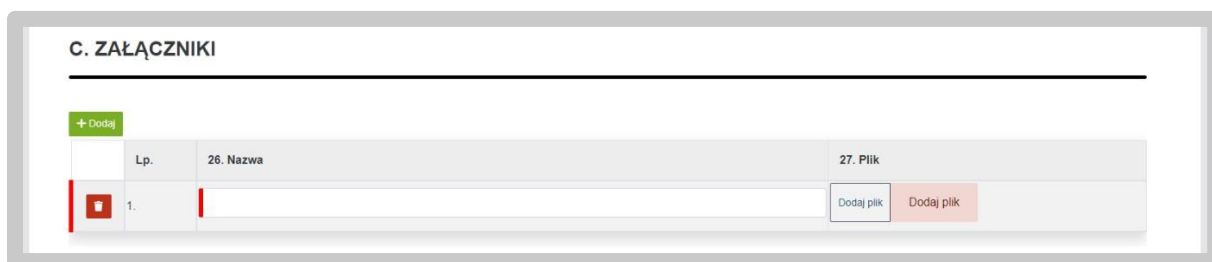 C. ZAŁĄCZNIKI
+ Dodaj
Lp. 26. Nazwa 27. Plik
1. Dodaj plik Dodaj plik